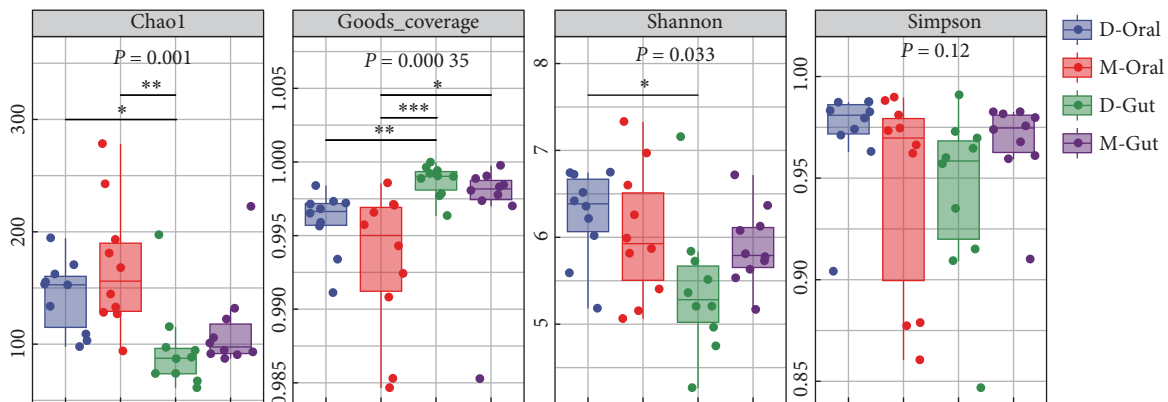 Chao1
P = 0.001
**
*
300
200
100
Goods_coverage
P = 0.000 35
*
***
**
1.005
1.000
0.995
0.990
0.985
Shannon
P = 0.033
*
8
7
6
5
Simpson
P = 0.12
1.00
0.95
0.90
0.85
D-Oral
M-Oral
D-Gut
M-Gut